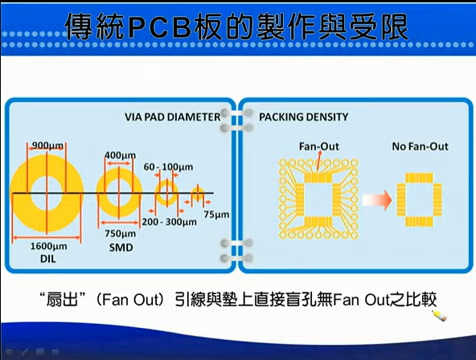 傳統PCB板的製作與受限
VIA PAD DIAMETER
900μm
400μm
60 - 100μm
75μm
200 - 300μm
750μm
1600μm
SMD
DIL
PACKING DENSITY
Fan-Out
No Fan-Out
“扇出”(Fan Out) 引線與墊上直接盲孔無Fan Out之比較